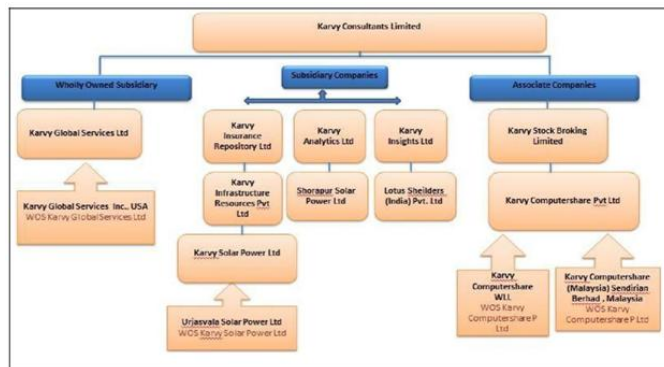 Karvy Consultants Limited
Wholly Owned Subsidiary
Subsidiary Companies
Associate Companies
Karvy Global Services Ltd
Karvy
Insurance
Repository Ltd
Karvy
Analytics Ltd
Karvy
Insights Ltd
Karvy Stock Broking
Limited
Karvy Global Services Inc., USA
WOS Karvy Global Services Ltd
Karvy
Infrastructure
Resources Pvt
Ltd
Shorapur Solar
Power Ltd
Lotus Sheilders
(India) Pvt. Ltd
Karvy Computershare Pvt Ltd
Karvy Solar Power Ltd
Urjasvala Solar Power Ltd
WOS Karvy Solar Power Ltd
Karvy
Computershare
WLL
WOS Karvy
Computershare P
Ltd
Karvy Computershare
(Malaysia) Sendirian
Berhad , Malaysia
WOS Karvy
Computershare P Ltd